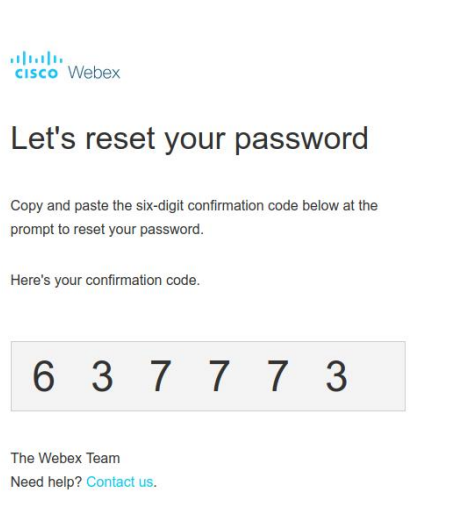 CISCO Webex
Let's reset your password
Copy and paste the six-digit confirmation code below at the
prompt to reset your password.
Here's your confirmation code.
6 3 7 7 7 3
The Webex Team
Need help? Contact us.